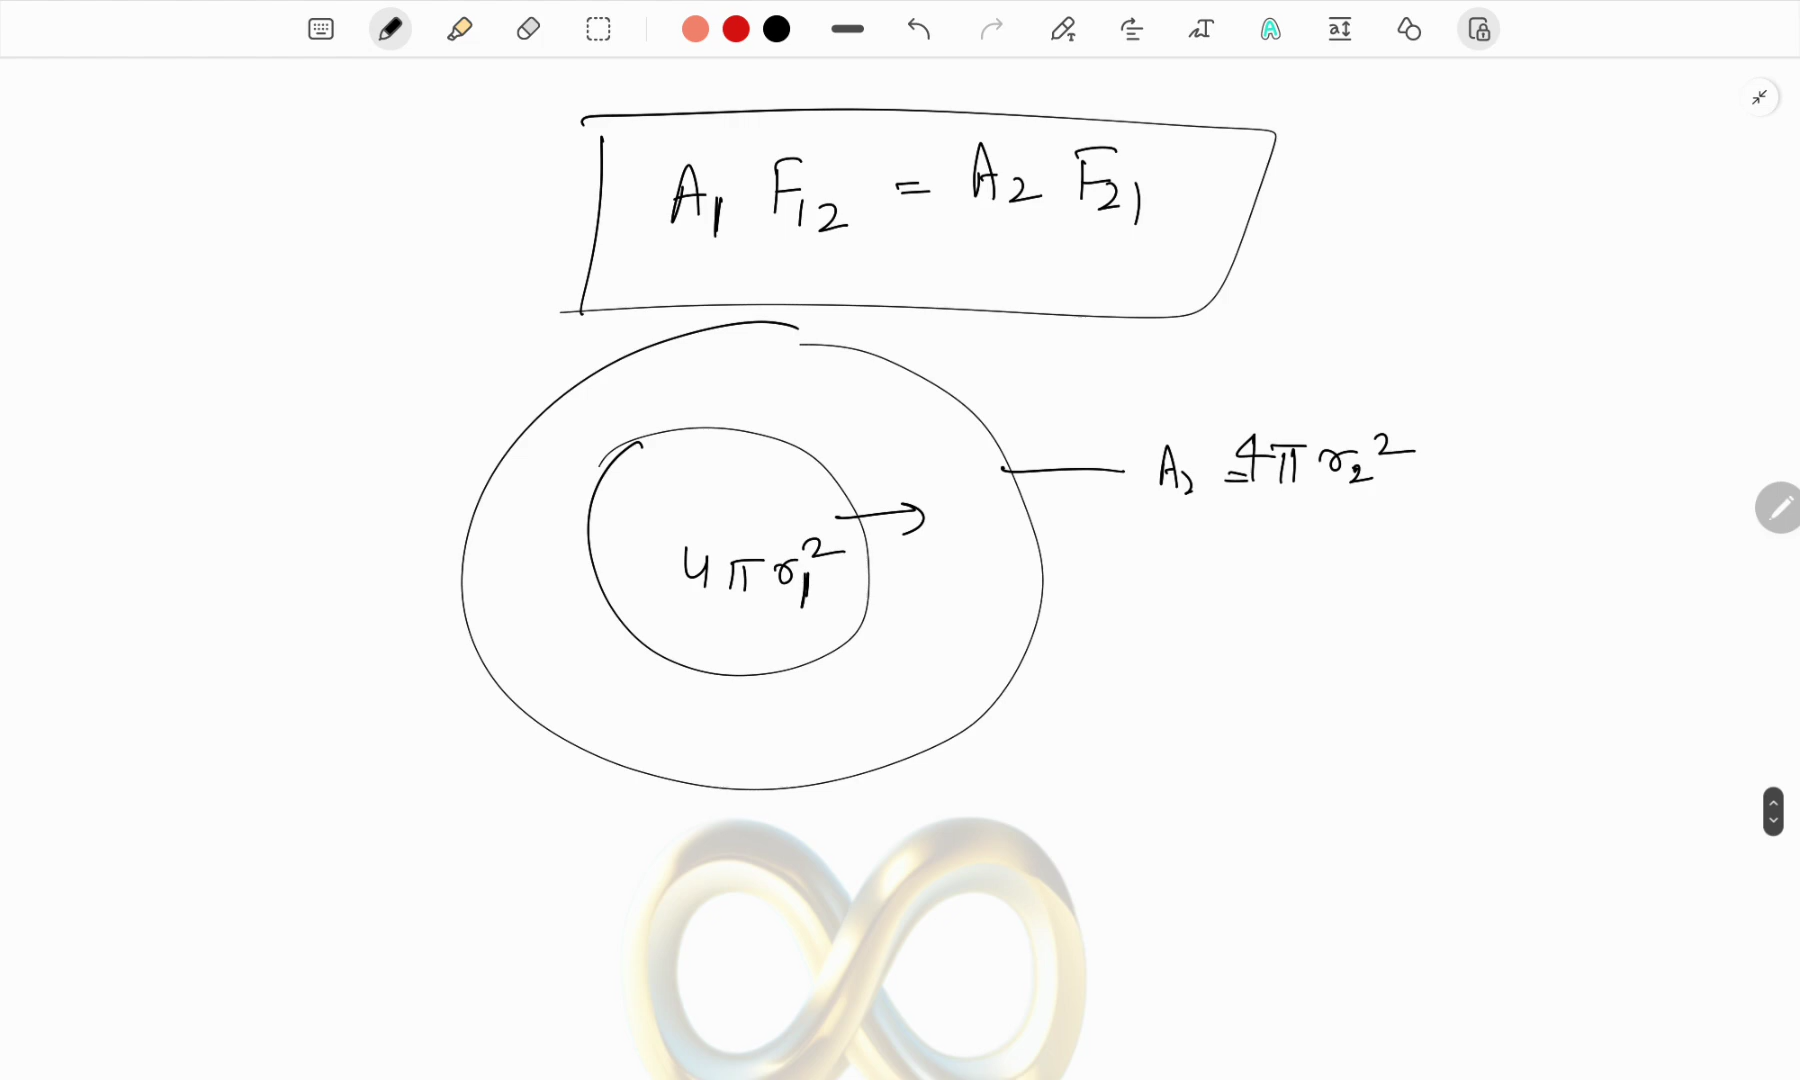 A₁ F₁₂ = A₂ F₂₁
A₂ = 4πr₂²
4πr₁²